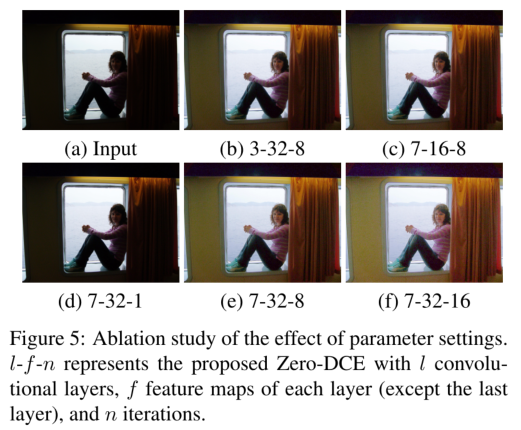 (a) Input
(b) 3-32-8
(c) 7-16-8
(d) 7-32-1
(e) 7-32-8
(f) 7-32-16
Figure 5: Ablation study of the effect of parameter settings.
l-f-n represents the proposed Zero-DCE with l convolu-
tional layers, f feature maps of each layer (except the last
layer), and n iterations.